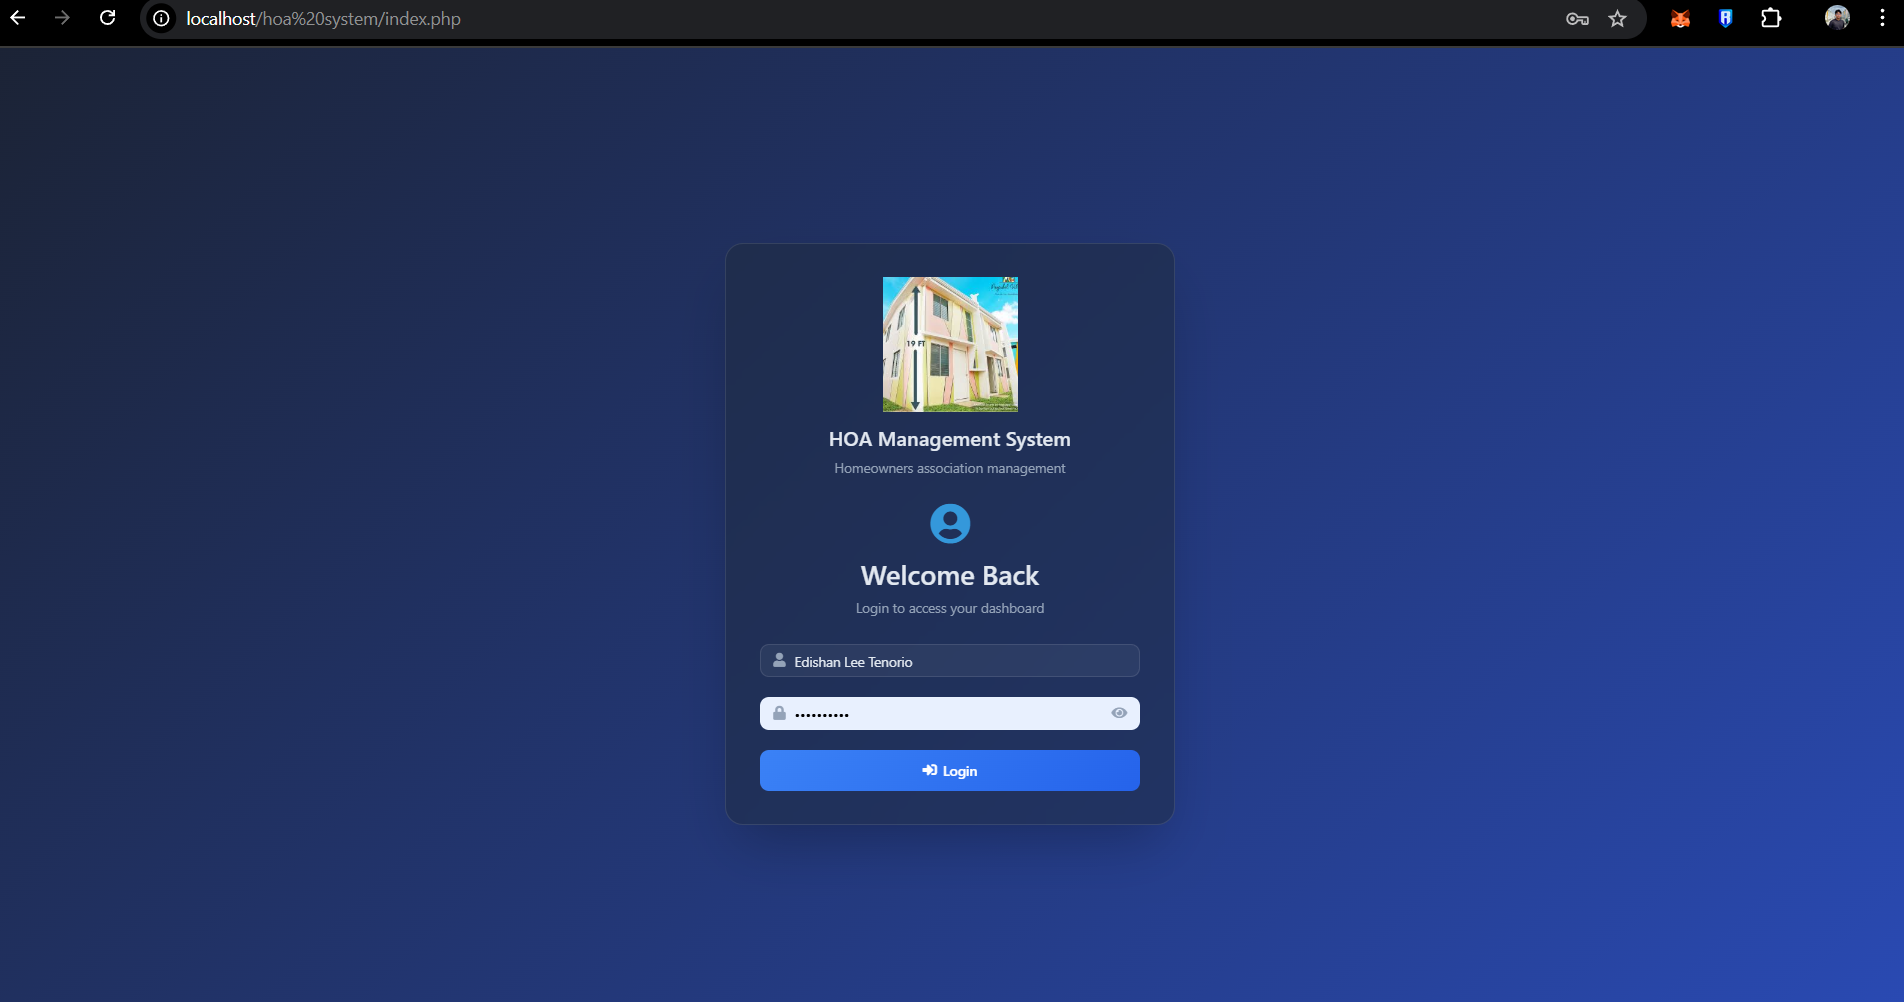 localhost/hoa%20system/index.php
19 FT
HOA Management System
Homeowners association management
Welcome Back
Login to access your dashboard
Edishan Lee Tenorio
••••••••••
Login